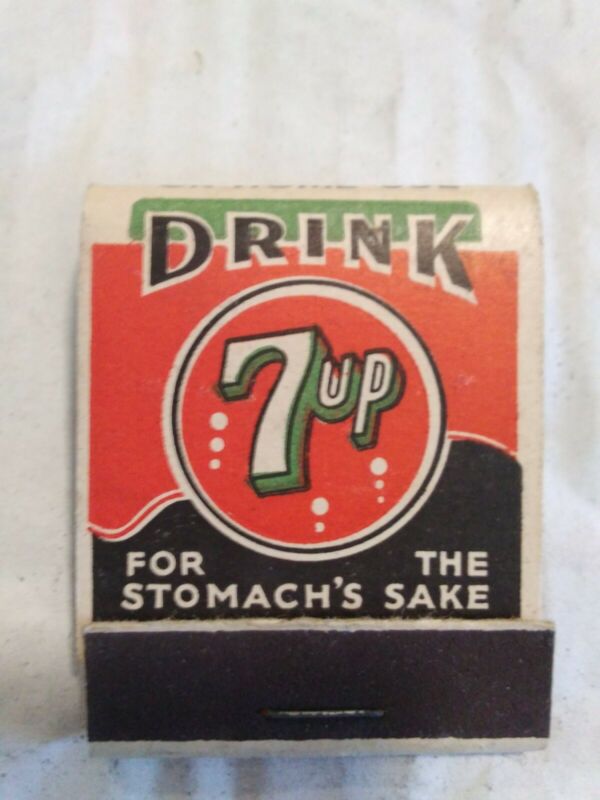 DRINK
7UP
FOR THE
STOMACH'S SAKE